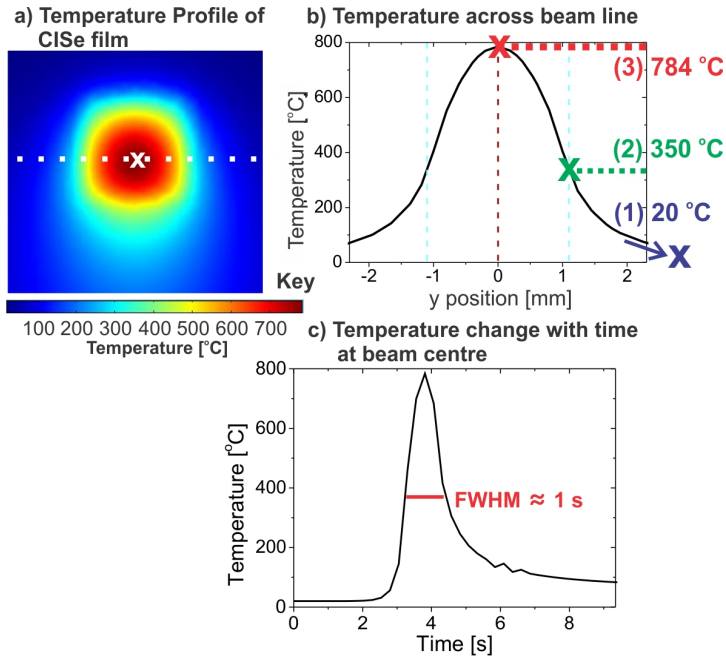 a) Temperature Profile of
CISe film
X
Key
100 200 300 400 500 600 700
Temperature [°C]
b) Temperature across beam line
800
600
400
200
0
Temperature [°C]
-2 -1 0 1 2
y position [mm]
X
(3) 784 °C
(2) 350 °C
X
(1) 20 °C
X
c) Temperature change with time
at beam centre
800
600
400
200
0
Temperature [°C]
FWHM ≈ 1 s
0 2 4 6 8
Time [s]